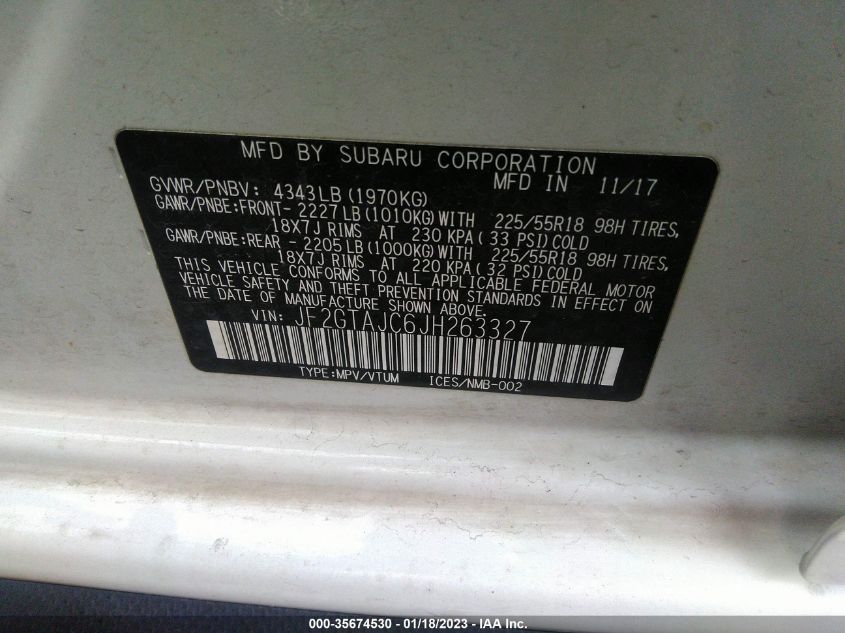 MFD BY SUBARU CORPORATION
GVWR/PNBV: 4343LB (1970KG) MFD IN 11/17
GAWR/PNBE:FRONT- 2227 LB (1010KG) WITH 225/55R18 98H TIRES,
18X7J RIMS AT 230 KPA ( 33 PSI) COLD
GAWR/PNBE:REAR - 2205 LB (1000KG) WITH 225/55R18 98H TIRES,
18X7J RIMS AT 220 KPA ( 32 PSI) COLD
THIS VEHICLE CONFORMS TO ALL APPLICABLE FEDERAL MOTOR
VEHICLE SAFETY AND THEFT PREVENTION STANDARDS IN EFFECT ON
THE DATE OF MANUFACTURE SHOWN ABOVE.
VIN: JF2GTAJC6JH263327
TYPE:MPV/VTUM ICES/NMB-002
000-35674530 - 01/18/2023 - IAA Inc.